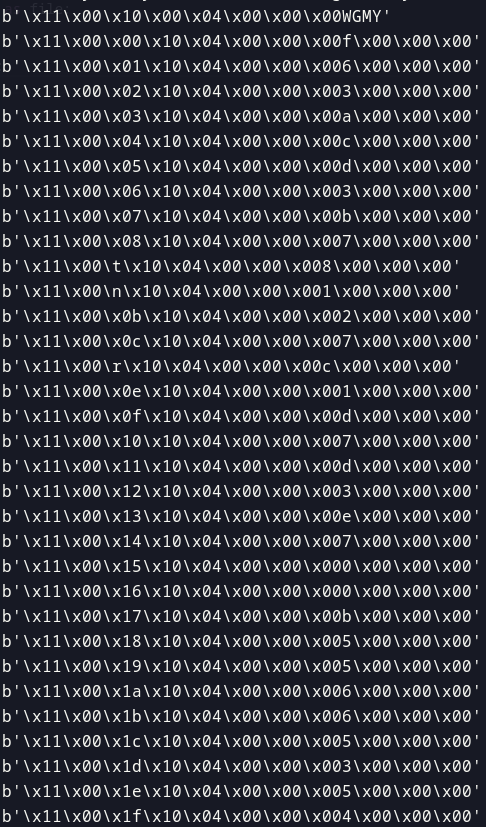 b'\x11\x00\x10\x00\x04\x00\x00\x00WGMY'
b'\x11\x00\x00\x10\x04\x00\x00\x00f\x00\x00\x00'
b'\x11\x00\x01\x10\x04\x00\x00\x006\x00\x00\x00'
b'\x11\x00\x02\x10\x04\x00\x00\x003\x00\x00\x00'
b'\x11\x00\x03\x10\x04\x00\x00\x00a\x00\x00\x00'
b'\x11\x00\x04\x10\x04\x00\x00\x00c\x00\x00\x00'
b'\x11\x00\x05\x10\x04\x00\x00\x00d\x00\x00\x00'
b'\x11\x00\x06\x10\x04\x00\x00\x003\x00\x00\x00'
b'\x11\x00\x07\x10\x04\x00\x00\x00b\x00\x00\x00'
b'\x11\x00\x08\x10\x04\x00\x00\x007\x00\x00\x00'
b'\x11\x00\t\x10\x04\x00\x00\x008\x00\x00\x00'
b'\x11\x00\n\x10\x04\x00\x00\x001\x00\x00\x00'
b'\x11\x00\x0b\x10\x04\x00\x00\x002\x00\x00\x00'
b'\x11\x00\x0c\x10\x04\x00\x00\x007\x00\x00\x00'
b'\x11\x00\r\x10\x04\x00\x00\x00c\x00\x00\x00'
b'\x11\x00\x0e\x10\x04\x00\x00\x001\x00\x00\x00'
b'\x11\x00\x0f\x10\x04\x00\x00\x00d\x00\x00\x00'
b'\x11\x00\x10\x10\x04\x00\x00\x007\x00\x00\x00'
b'\x11\x00\x11\x10\x04\x00\x00\x00d\x00\x00\x00'
b'\x11\x00\x12\x10\x04\x00\x00\x003\x00\x00\x00'
b'\x11\x00\x13\x10\x04\x00\x00\x00e\x00\x00\x00'
b'\x11\x00\x14\x10\x04\x00\x00\x007\x00\x00\x00'
b'\x11\x00\x15\x10\x04\x00\x00\x000\x00\x00\x00'
b'\x11\x00\x16\x10\x04\x00\x00\x000\x00\x00\x00'
b'\x11\x00\x17\x10\x04\x00\x00\x00b\x00\x00\x00'
b'\x11\x00\x18\x10\x04\x00\x00\x005\x00\x00\x00'
b'\x11\x00\x19\x10\x04\x00\x00\x005\x00\x00\x00'
b'\x11\x00\x1a\x10\x04\x00\x00\x006\x00\x00\x00'
b'\x11\x00\x1b\x10\x04\x00\x00\x006\x00\x00\x00'
b'\x11\x00\x1c\x10\x04\x00\x00\x005\x00\x00\x00'
b'\x11\x00\x1d\x10\x04\x00\x00\x003\x00\x00\x00'
b'\x11\x00\x1e\x10\x04\x00\x00\x005\x00\x00\x00'
b'\x11\x00\x1f\x10\x04\x00\x00\x004\x00\x00\x00'